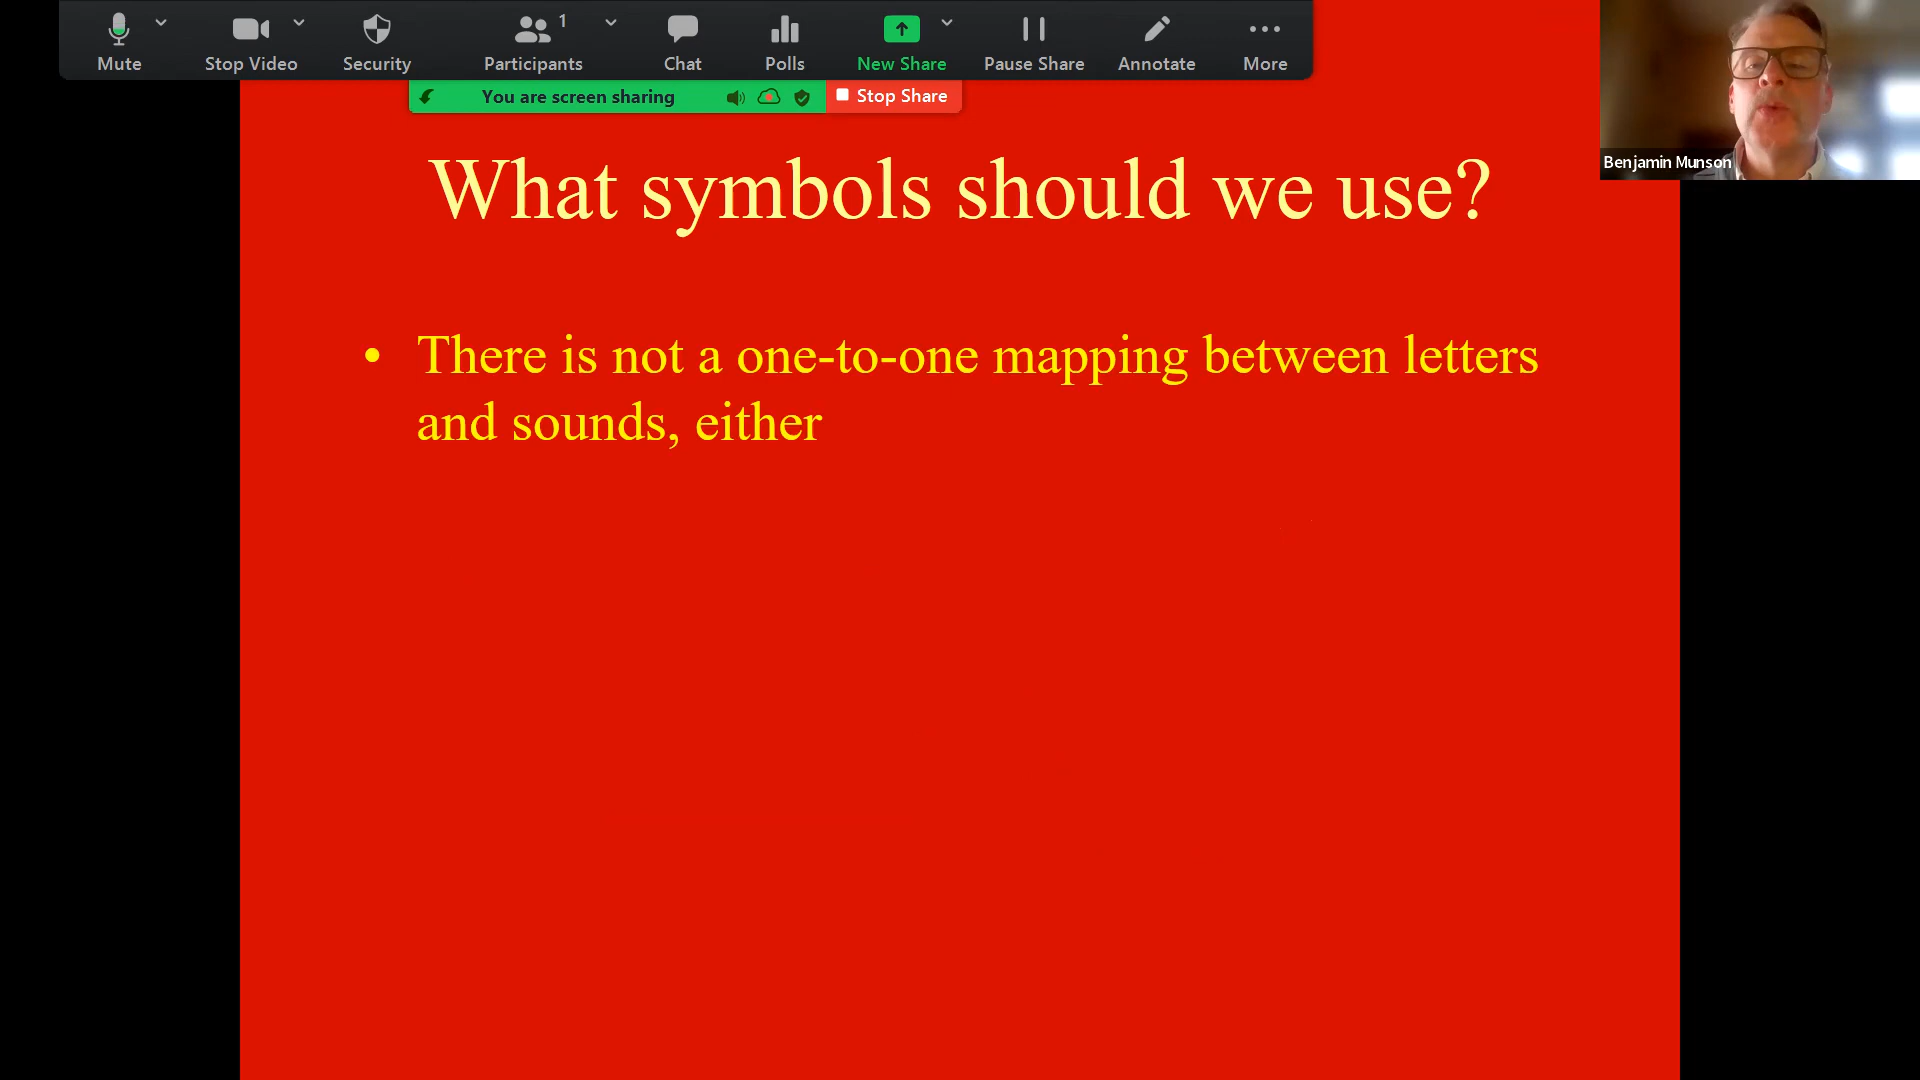 Mute
Stop Video
Security
Participants
1
Chat
Polls
New Share
Pause Share
Annotate
More
You are screen sharing
Stop Share
Benjamin Munson
What symbols should we use?
• There is not a one-to-one mapping between letters
and sounds, either